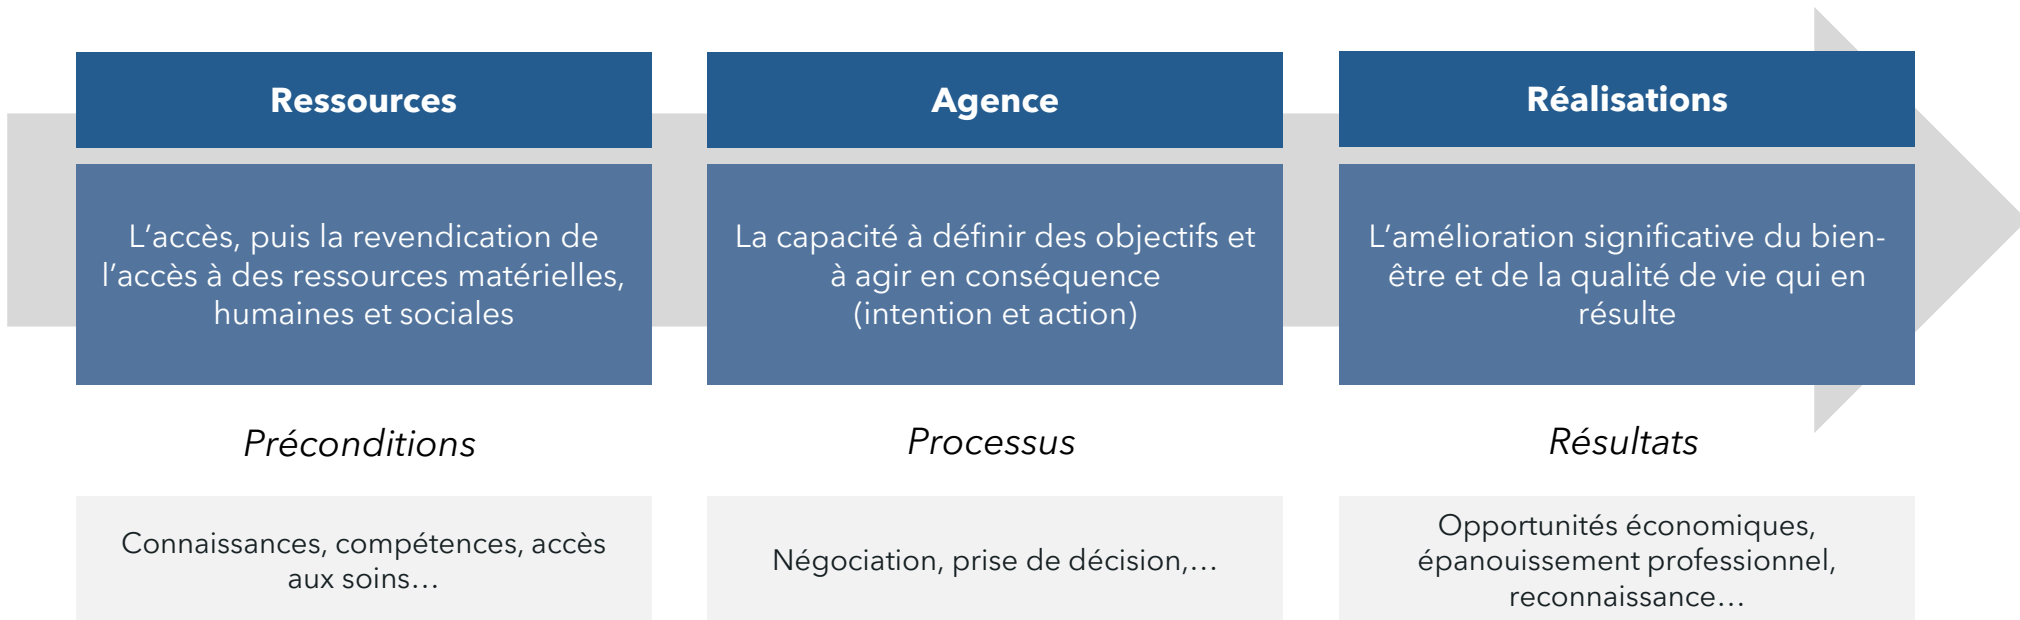 Ressources
L’accès, puis la revendication de
l’accès à des ressources matérielles,
humaines et sociales
Préconditions
Connaissances, compétences, accès
aux soins…
Agence
La capacité à définir des objectifs et
à agir en conséquence
(intention et action)
Processus
Négociation, prise de décision,…
Réalisations
L’amélioration significative du bien-
être et de la qualité de vie qui en
résulte
Résultats
Opportunités économiques,
épanouissement professionnel,
reconnaissance…